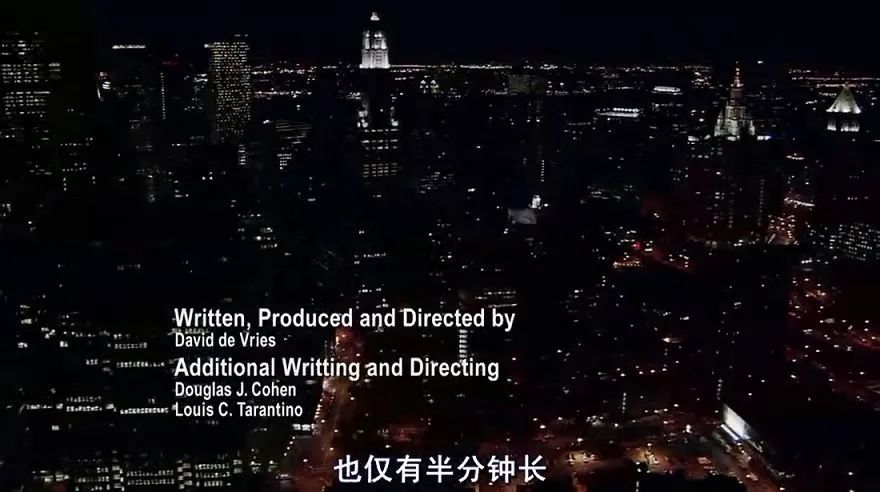 Written, Produced and Directed by
David de Vries
Additional Writting and Directing
Douglas J. Cohen
Louis C. Tarantino
也仅有半分钟长